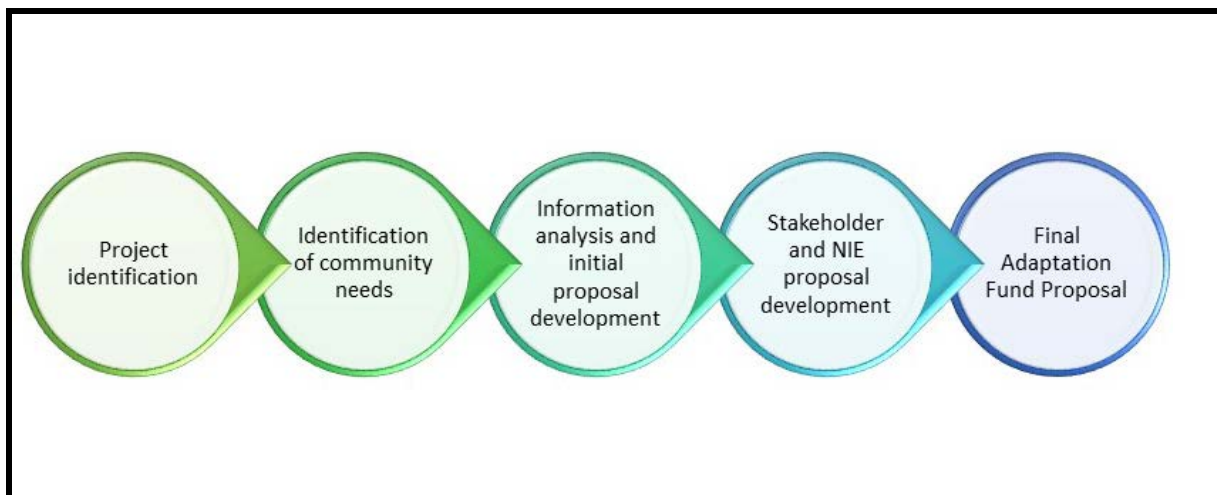 Project
identification
Identification
of community
needs
Information
analysis and
initial
proposal
development
Stakeholder
and NIE
proposal
development
Final
Adaptation
Fund Proposal